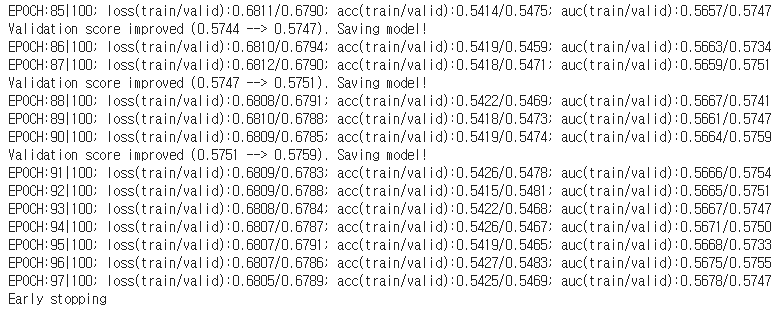 EPOCH:85|100; loss(train/valid):0.6811/0.6790; acc(train/valid):0.5414/0.5475; auc(train/valid):0.5657/0.5747
Validation score improved (0.5744 --> 0.5747). Saving model!
EPOCH:86|100; loss(train/valid):0.6810/0.6794; acc(train/valid):0.5419/0.5459; auc(train/valid):0.5663/0.5734
EPOCH:87|100; loss(train/valid):0.6812/0.6790; acc(train/valid):0.5418/0.5471; auc(train/valid):0.5659/0.5751
Validation score improved (0.5747 --> 0.5751). Saving model!
EPOCH:88|100; loss(train/valid):0.6808/0.6791; acc(train/valid):0.5422/0.5469; auc(train/valid):0.5667/0.5741
EPOCH:89|100; loss(train/valid):0.6810/0.6788; acc(train/valid):0.5418/0.5473; auc(train/valid):0.5661/0.5747
EPOCH:90|100; loss(train/valid):0.6809/0.6785; acc(train/valid):0.5419/0.5474; auc(train/valid):0.5664/0.5759
Validation score improved (0.5751 --> 0.5759). Saving model!
EPOCH:91|100; loss(train/valid):0.6809/0.6783; acc(train/valid):0.5426/0.5478; auc(train/valid):0.5666/0.5754
EPOCH:92|100; loss(train/valid):0.6809/0.6788; acc(train/valid):0.5415/0.5481; auc(train/valid):0.5665/0.5751
EPOCH:93|100; loss(train/valid):0.6808/0.6784; acc(train/valid):0.5422/0.5468; auc(train/valid):0.5667/0.5747
EPOCH:94|100; loss(train/valid):0.6807/0.6787; acc(train/valid):0.5426/0.5467; auc(train/valid):0.5671/0.5750
EPOCH:95|100; loss(train/valid):0.6807/0.6791; acc(train/valid):0.5419/0.5465; auc(train/valid):0.5668/0.5733
EPOCH:96|100; loss(train/valid):0.6807/0.6786; acc(train/valid):0.5427/0.5483; auc(train/valid):0.5675/0.5755
EPOCH:97|100; loss(train/valid):0.6805/0.6789; acc(train/valid):0.5425/0.5469; auc(train/valid):0.5678/0.5747
Early stopping